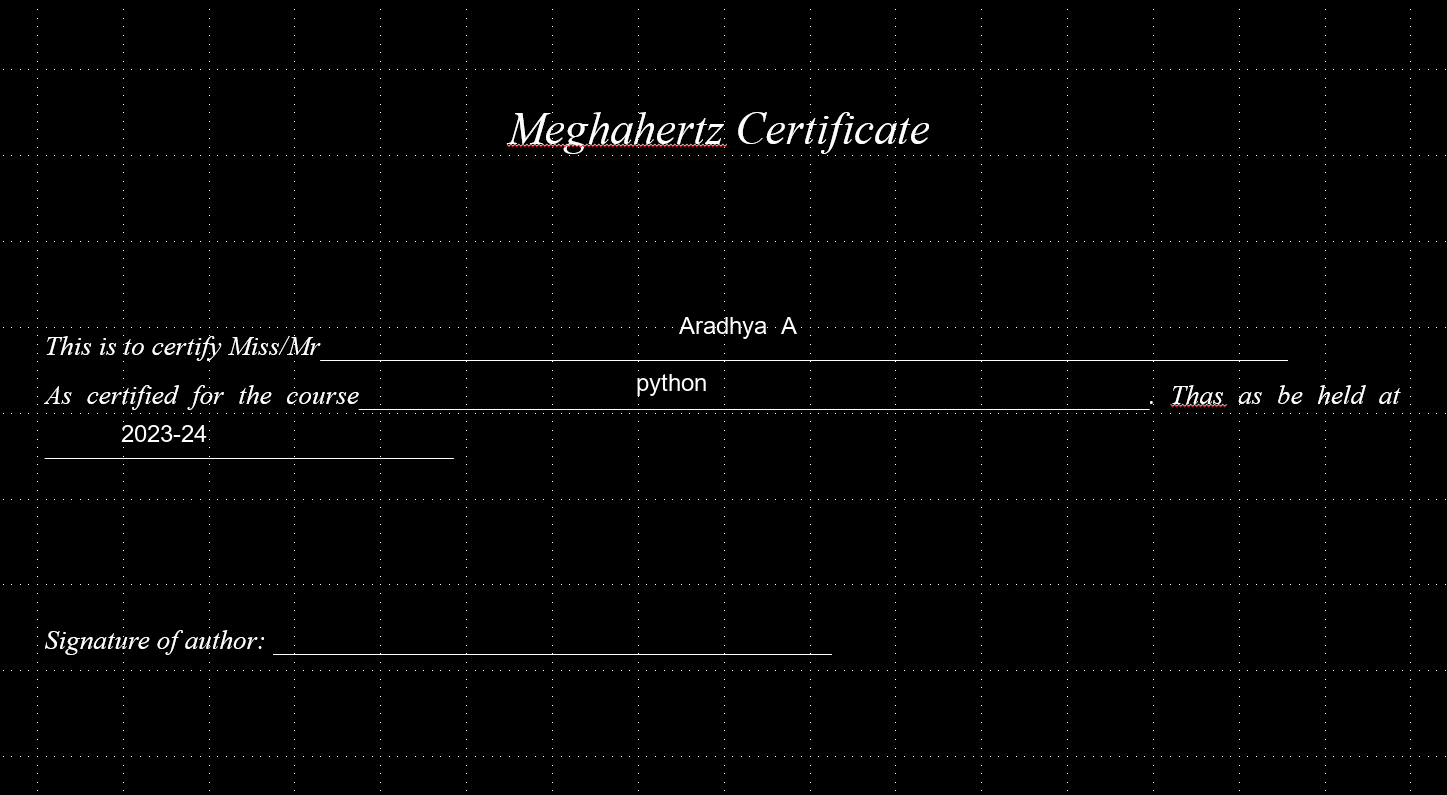 Meghahertz Certificate
Aradhya A
This is to certify Miss/Mr
python
As certified for the course . Thas as be held at
2023-24
Signature of author: